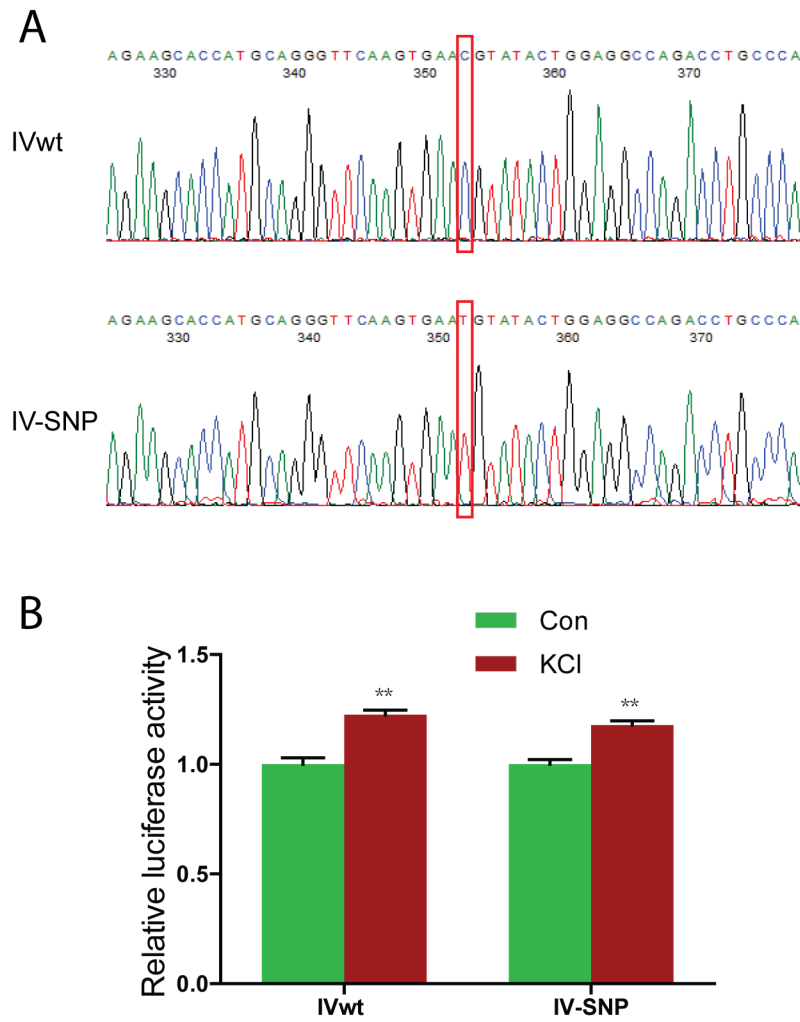 A
AGAAGCACCATGCAGGGTTCAAGTGAACGTATACTGGAGGCCAGACCTGCCCA
330 340 350 360 370
IVwt
AGAAGCACCATGCAGGGTTCAAGTGAATGTATACTGGAGGCCAGACCTGCCCA
330 340 350 360 370
IV-SNP
B
Con
KCl
Relative luciferase activity
1.5
1.0
0.5
0.0
**
**
IVwt
IV-SNP